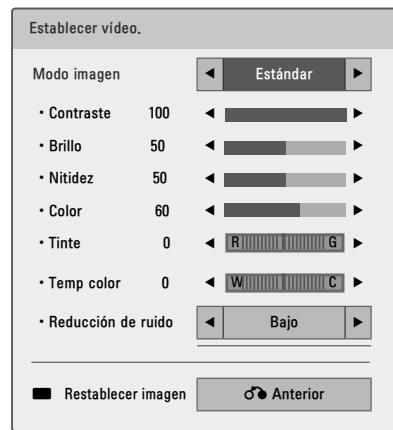 Establecer vídeo.
Modo imagen ◀ Estándar ▶
• Contraste 100 ◀ ▶
• Brillo 50 ◀ ▶
• Nitidez 50 ◀ ▶
• Color 60 ◀ ▶
• Tinte 0 ◀ R G ▶
• Temp color 0 ◀ W C ▶
• Reducción de ruido ◀ Bajo ▶
Restablecer imagen Anterior